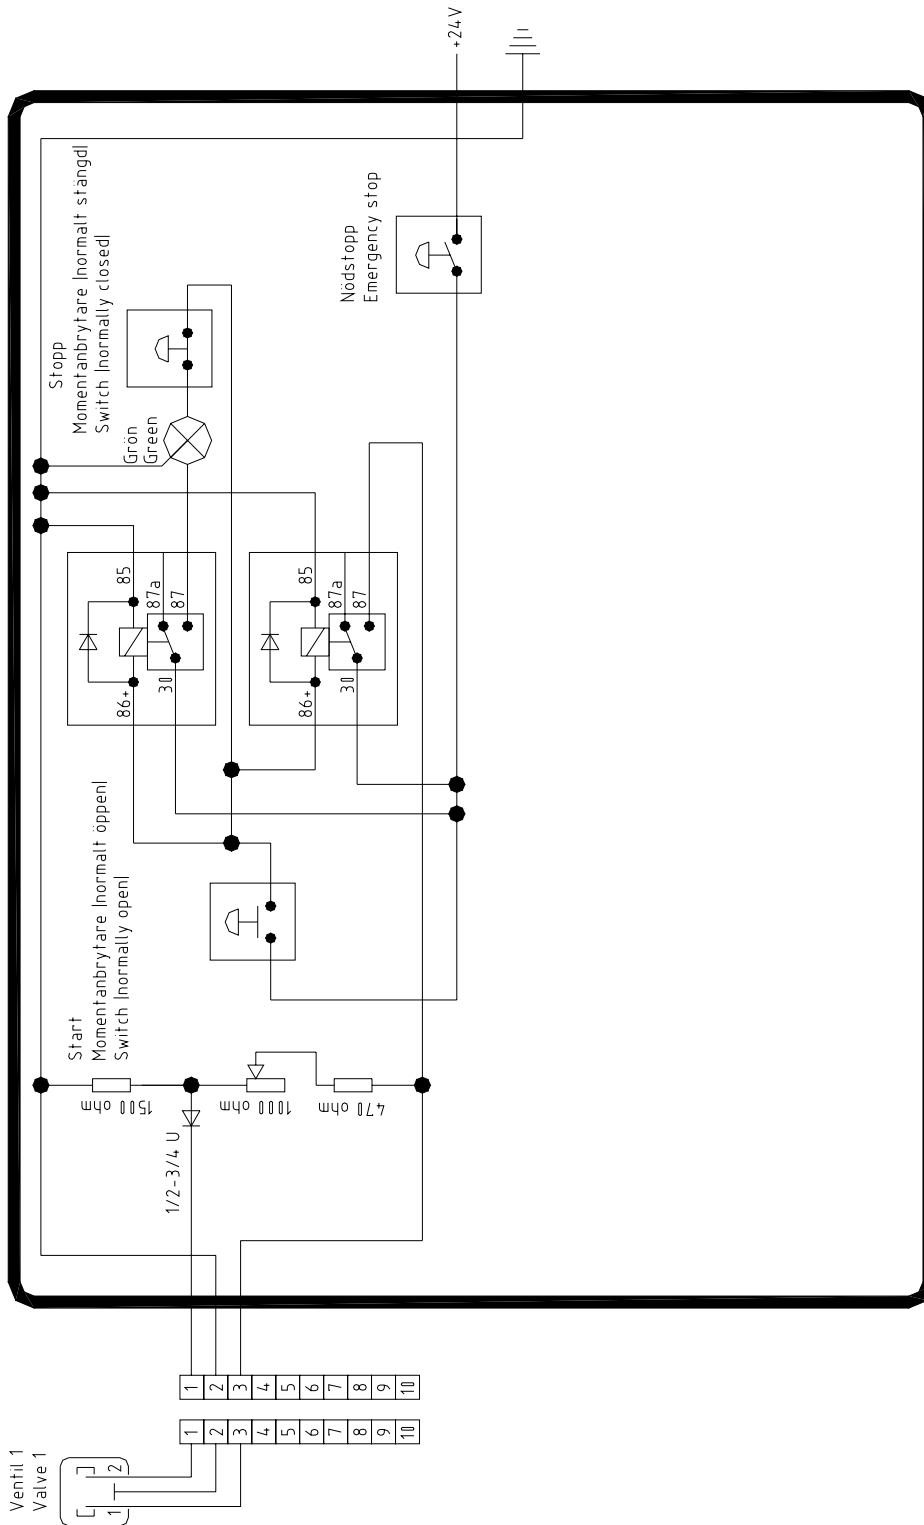 +24V
Stopp
Momentanbrytare |normalt stängd|
Switch |normally closed|
Nödstopp
Emergency stop
Grön
Green
85
87a
87
30
86+
85
87a
87
30
86+
Start
Momentanbrytare |normalt öppen|
Switch |normally open|
1500 ohm
1000 ohm
470 ohm
1/2-3/4 U
1
2
3
4
5
6
7
8
9
10
1
2
3
4
5
6
7
8
9
10
Ventil 1
Valve 1
1
2